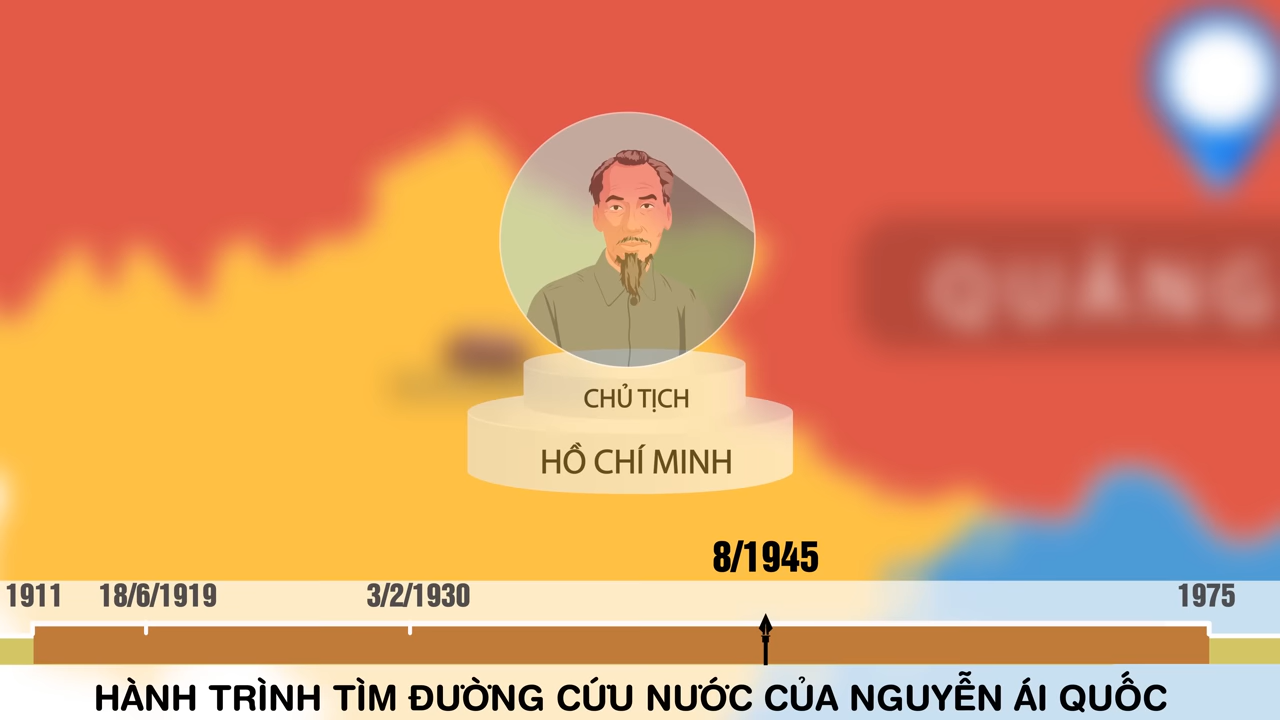 QUẢNG
CHỦ TỊCH
HỒ CHÍ MINH
8/1945
1911 18/6/1919 3/2/1930 1975
HÀNH TRÌNH TÌM ĐƯỜNG CỨU NƯỚC CỦA NGUYỄN ÁI QUỐC